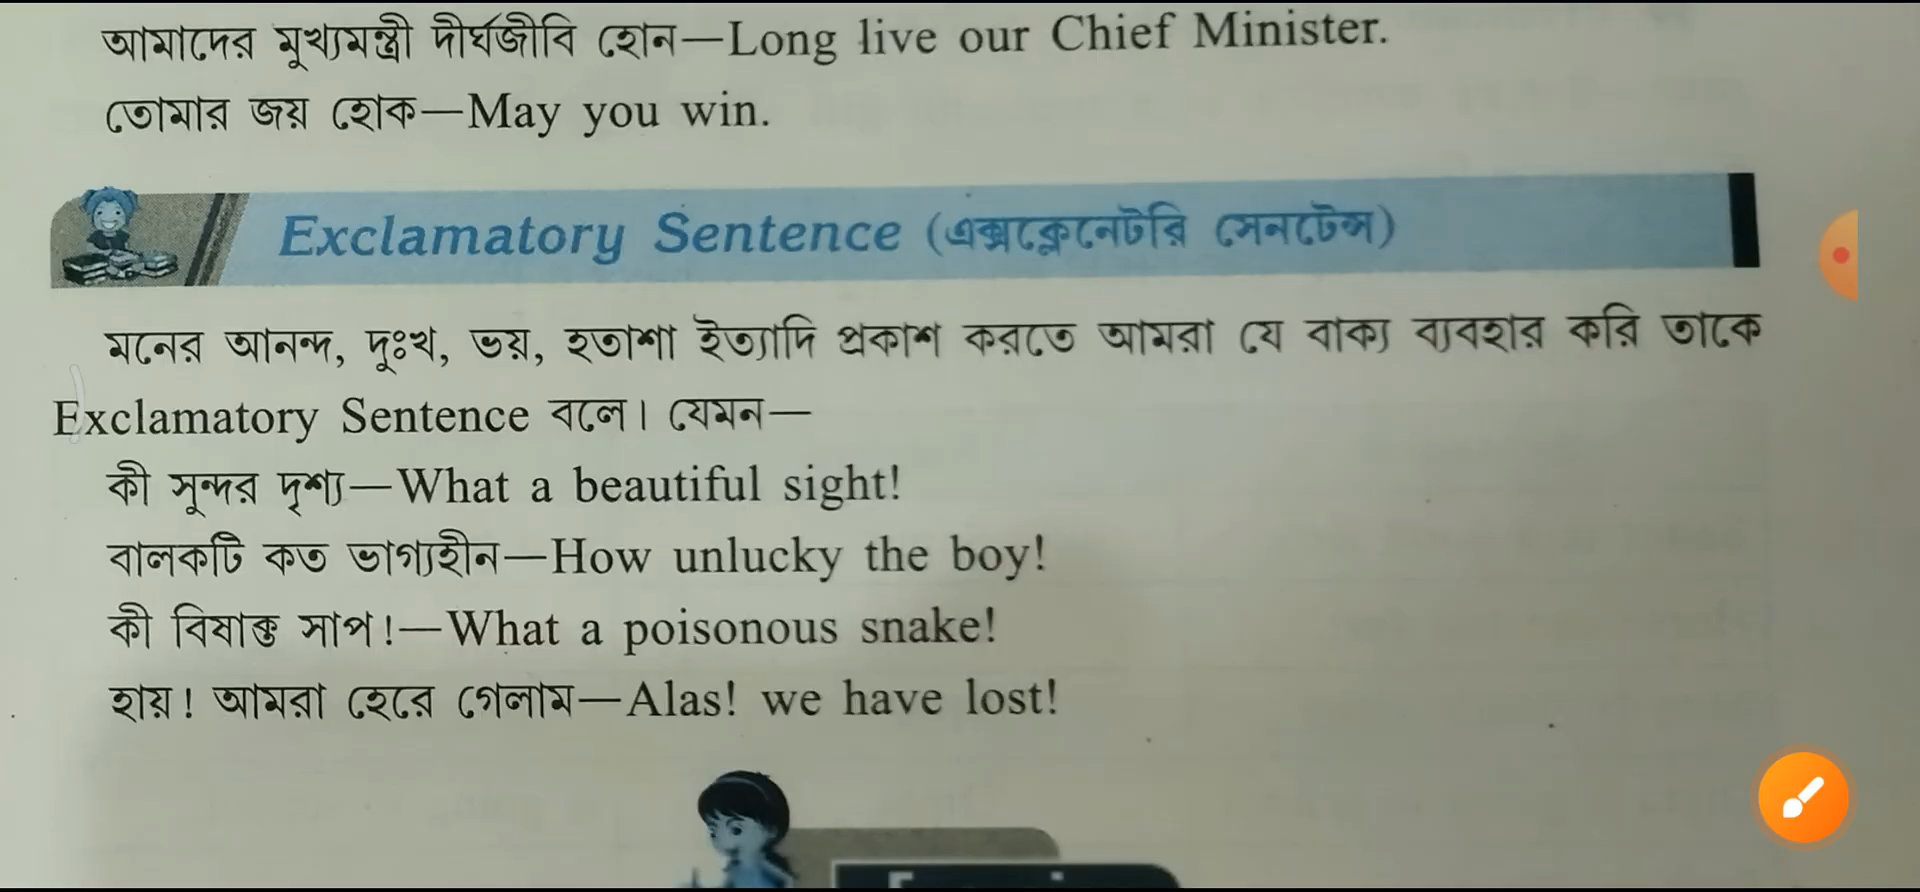 আমাদের মুখ্যমন্ত্রী দীর্ঘজীবি হোন—Long live our Chief Minister.
তোমার জয় হোক—May you win.
Exclamatory Sentence (এক্সক্লেনেটরি সেনটেন্স)
মনের আনন্দ, দুঃখ, ভয়, হতাশা ইত্যাদি প্রকাশ করতে আমরা যে বাক্য ব্যবহার করি তাকে
Exclamatory Sentence বলে। যেমন—
কী সুন্দর দৃশ্য—What a beautiful sight!
বালকটি কত ভাগ্যহীন—How unlucky the boy!
কী বিষাক্ত সাপ!—What a poisonous snake!
হায়! আমরা হেরে গেলাম—Alas! we have lost!